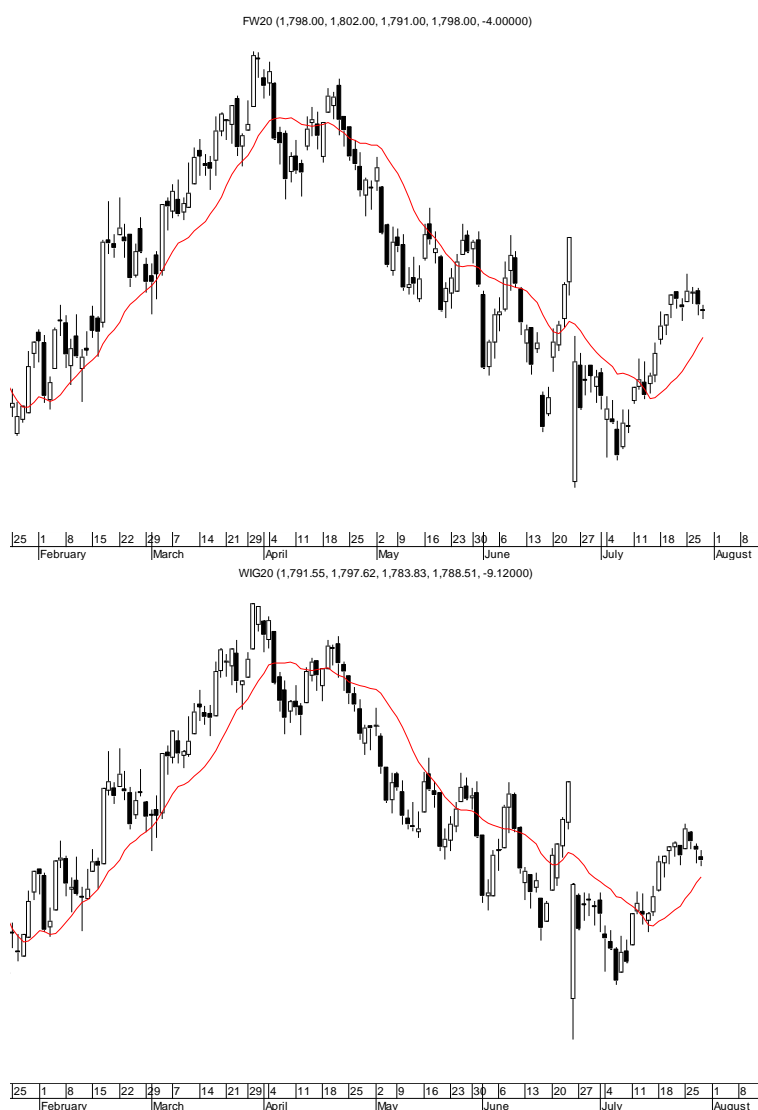 FW20 (1,798.00, 1,802.00, 1,791.00, 1,798.00, -4.00000)
25 1 8 15 22 29 7 14 21 29 4 11 18 25 2 9 16 23 30 6 13 20 27 4 11 18 25 1 8
February March April May June July August
WIG20 (1,791.55, 1,797.62, 1,783.83, 1,788.51, -9.12000)
25 1 8 15 22 29 7 14 21 29 4 11 18 25 2 9 16 23 30 6 13 20 27 4 11 18 25 1 8
February March April May June July August